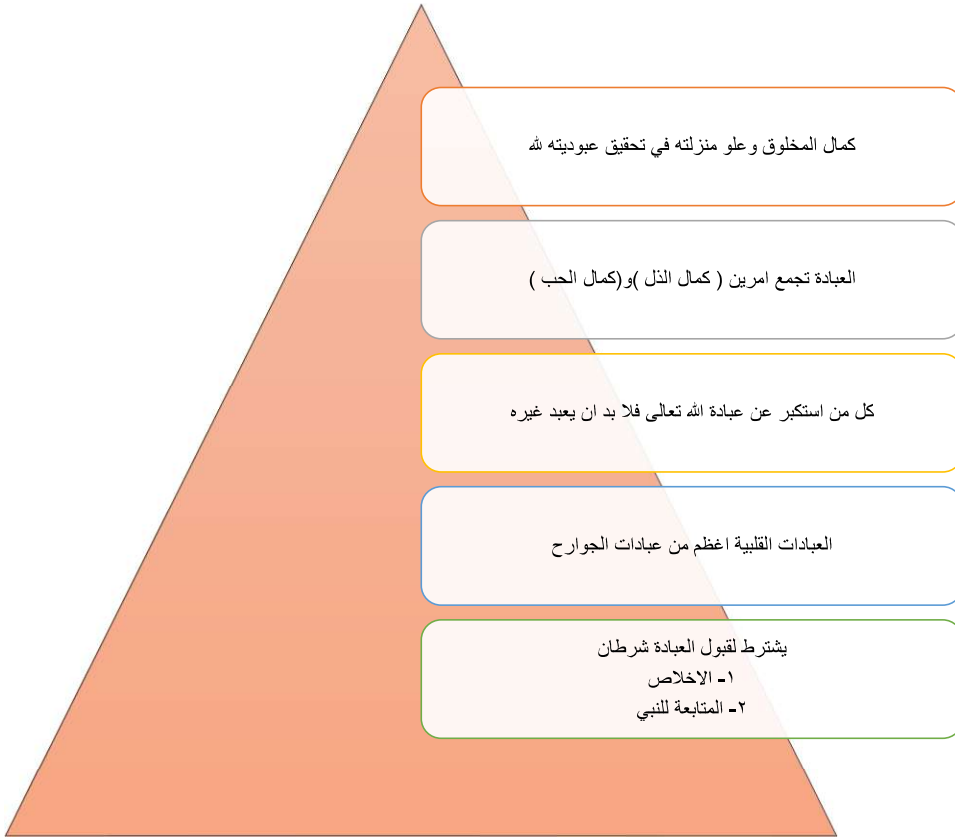 كمال المخلوق وعلو منزلته في تحقيق عبوديته لله
العبادة تجمع امرين ( كمال الذل )و(كمال الحب )
كل من استكبر عن عبادة الله تعالى فلا بد ان يعبد غيره
العبادات القلبية اغظم من عبادات الجوارح
يشترط لقبول العبادة شرطان
١- الاخلاص
٢- المتابعة للنبي